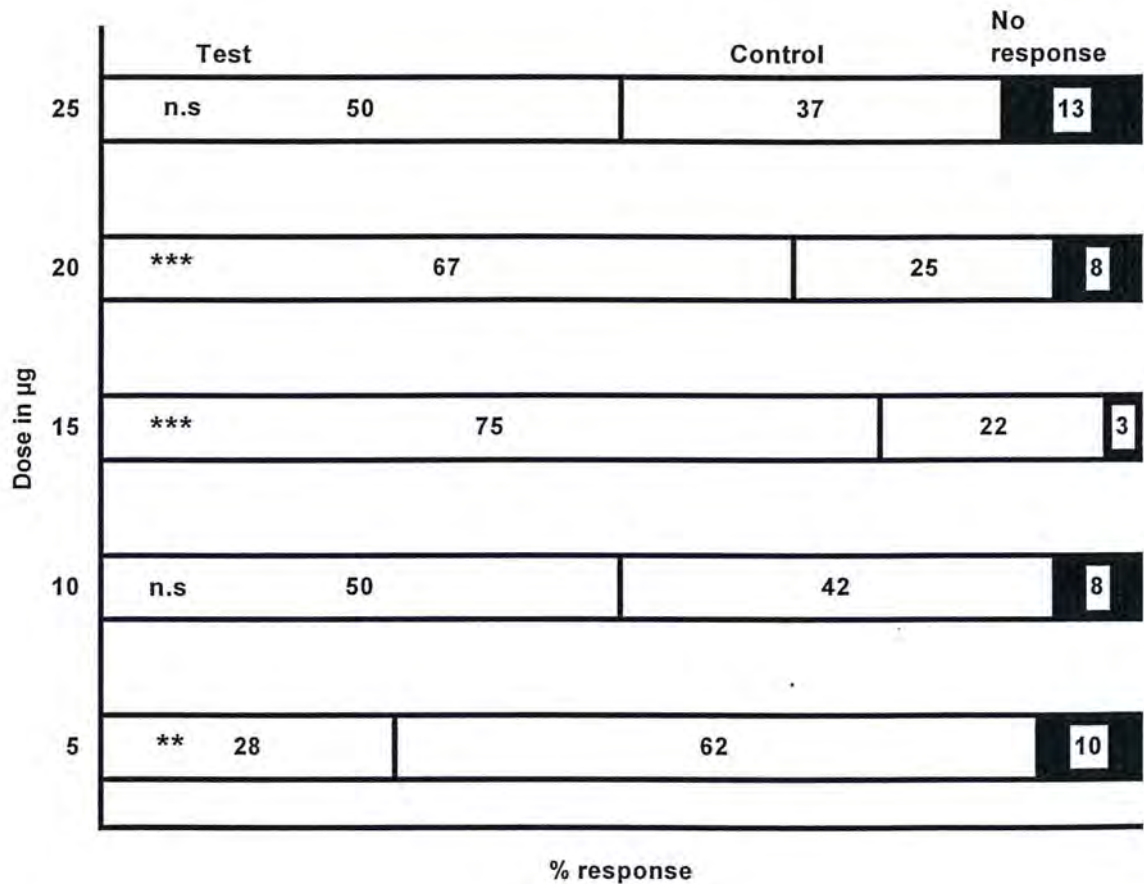 No
Test Control response
25 n.s 50 37 13
20 *** 67 25 8
15 *** 75 22 3
10 n.s 50 42 8
5 ** 28 62 10
Dose in µg
% response